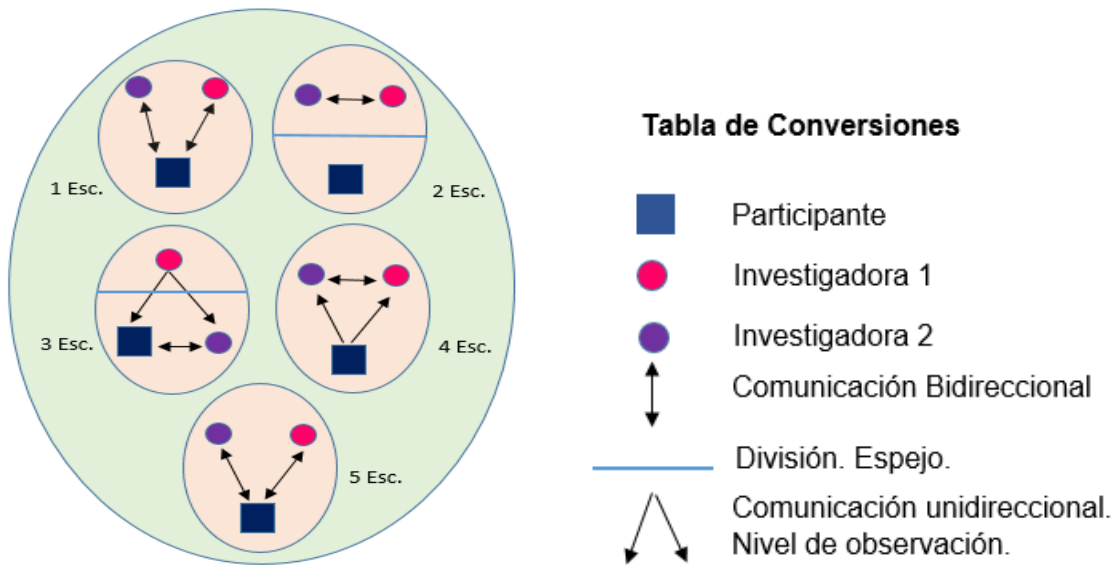 1 Esc.
2 Esc.
3 Esc.
4 Esc.
5 Esc.
Tabla de Conversiones
Participante
Investigadora 1
Investigadora 2
Comunicación Bidireccional
División. Espejo.
Comunicación unidireccional.
Nivel de observación.